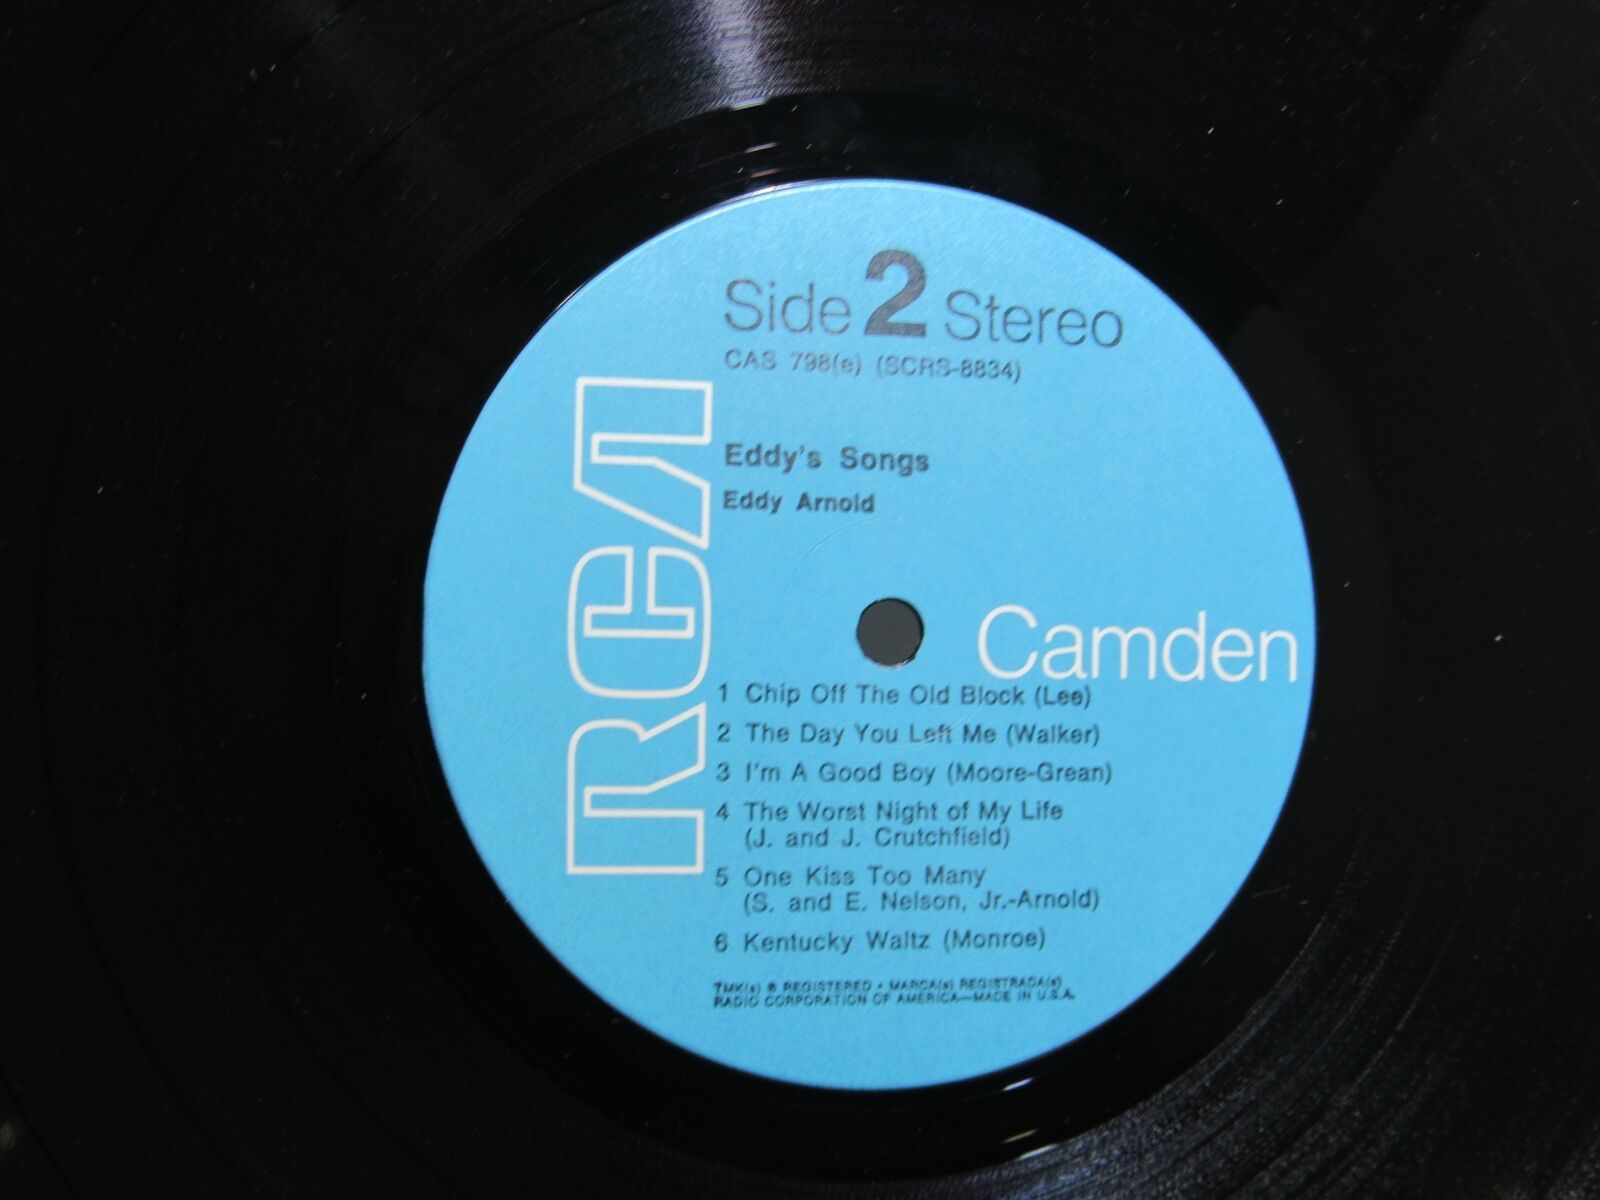 Side 2 Stereo
CAS 798(e) (SCRS-8834)
Eddy's Songs
Eddy Arnold
RCA
Camden
1 Chip Off The Old Block (Lee)
2 The Day You Left Me (Walker)
3 I'm A Good Boy (Moore-Grean)
4 The Worst Night of My Life
(J. and J. Crutchfield)
5 One Kiss Too Many
(S. and E. Nelson, Jr.-Arnold)
6 Kentucky Waltz (Monroe)
TMK(s) ® REGISTERED • MARCA(s) REGISTRADA(s)
RADIO CORPORATION OF AMERICA—MADE IN U.S.A.